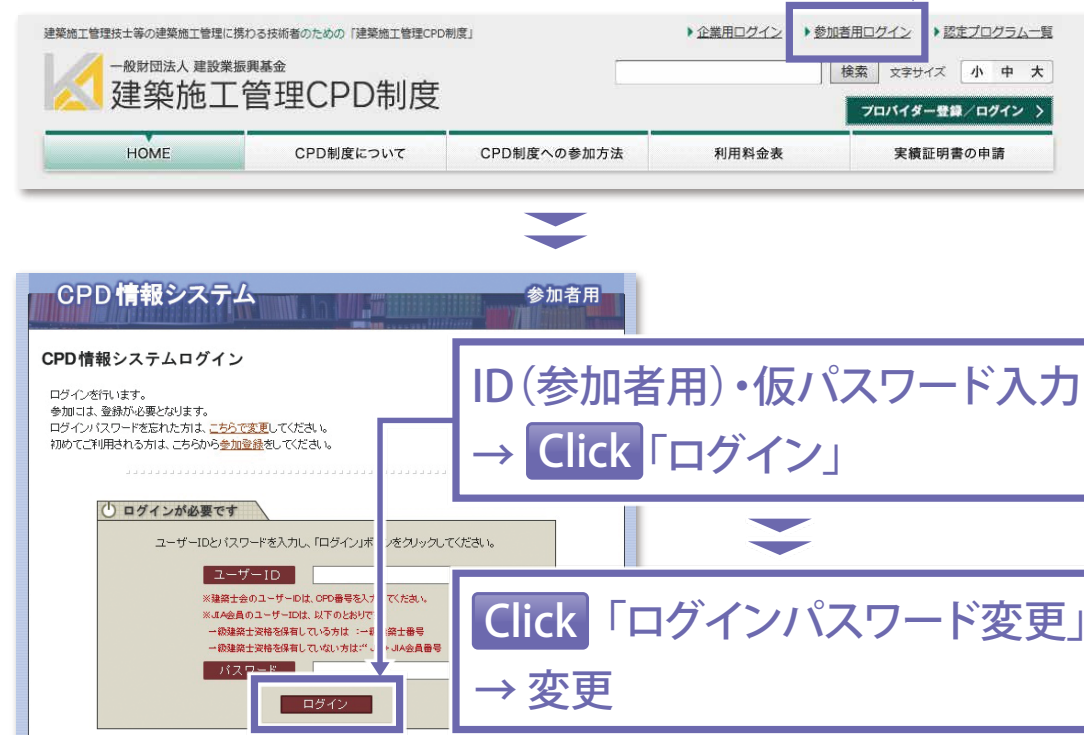 建築施工管理技士等の建築施工管理に携わる技術者のための「建築施工管理CPD制度」
企業用ログイン 参加者用ログイン 認定プログラム一覧
一般財団法人 建設業振興基金
建築施工管理CPD制度
検索 文字サイズ 小 中 大
プロバイダー登録/ログイン
HOME CPD制度について CPD制度への参加方法 利用料金表 実績証明書の申請
CPD情報システム 参加者用
CPD情報システムログイン
ログインを行います。
参加には、登録が必要となります。
ログインパスワードを忘れた方は、こちらで変更してください。
初めてご利用される方は、こちらから参加登録をしてください。
ID(参加者用)・仮パスワード入力
→ Click「ログイン」
ログインが必要です
ユーザーIDとパスワードを入力し、「ログイン」ボ ンをクリックしてください。
ユーザーID
※建築士会のユーザーIDは、CPD番号を入力 てください。
※JIA会員のユーザーIDは、以下のとおりで
一級建築士資格を保有している方は :一級 築士番号
一級建築士資格を保有していない方は:" J JIA会員番号
パスワード
ログイン
Click 「ログインパスワード変更」
→ 変更